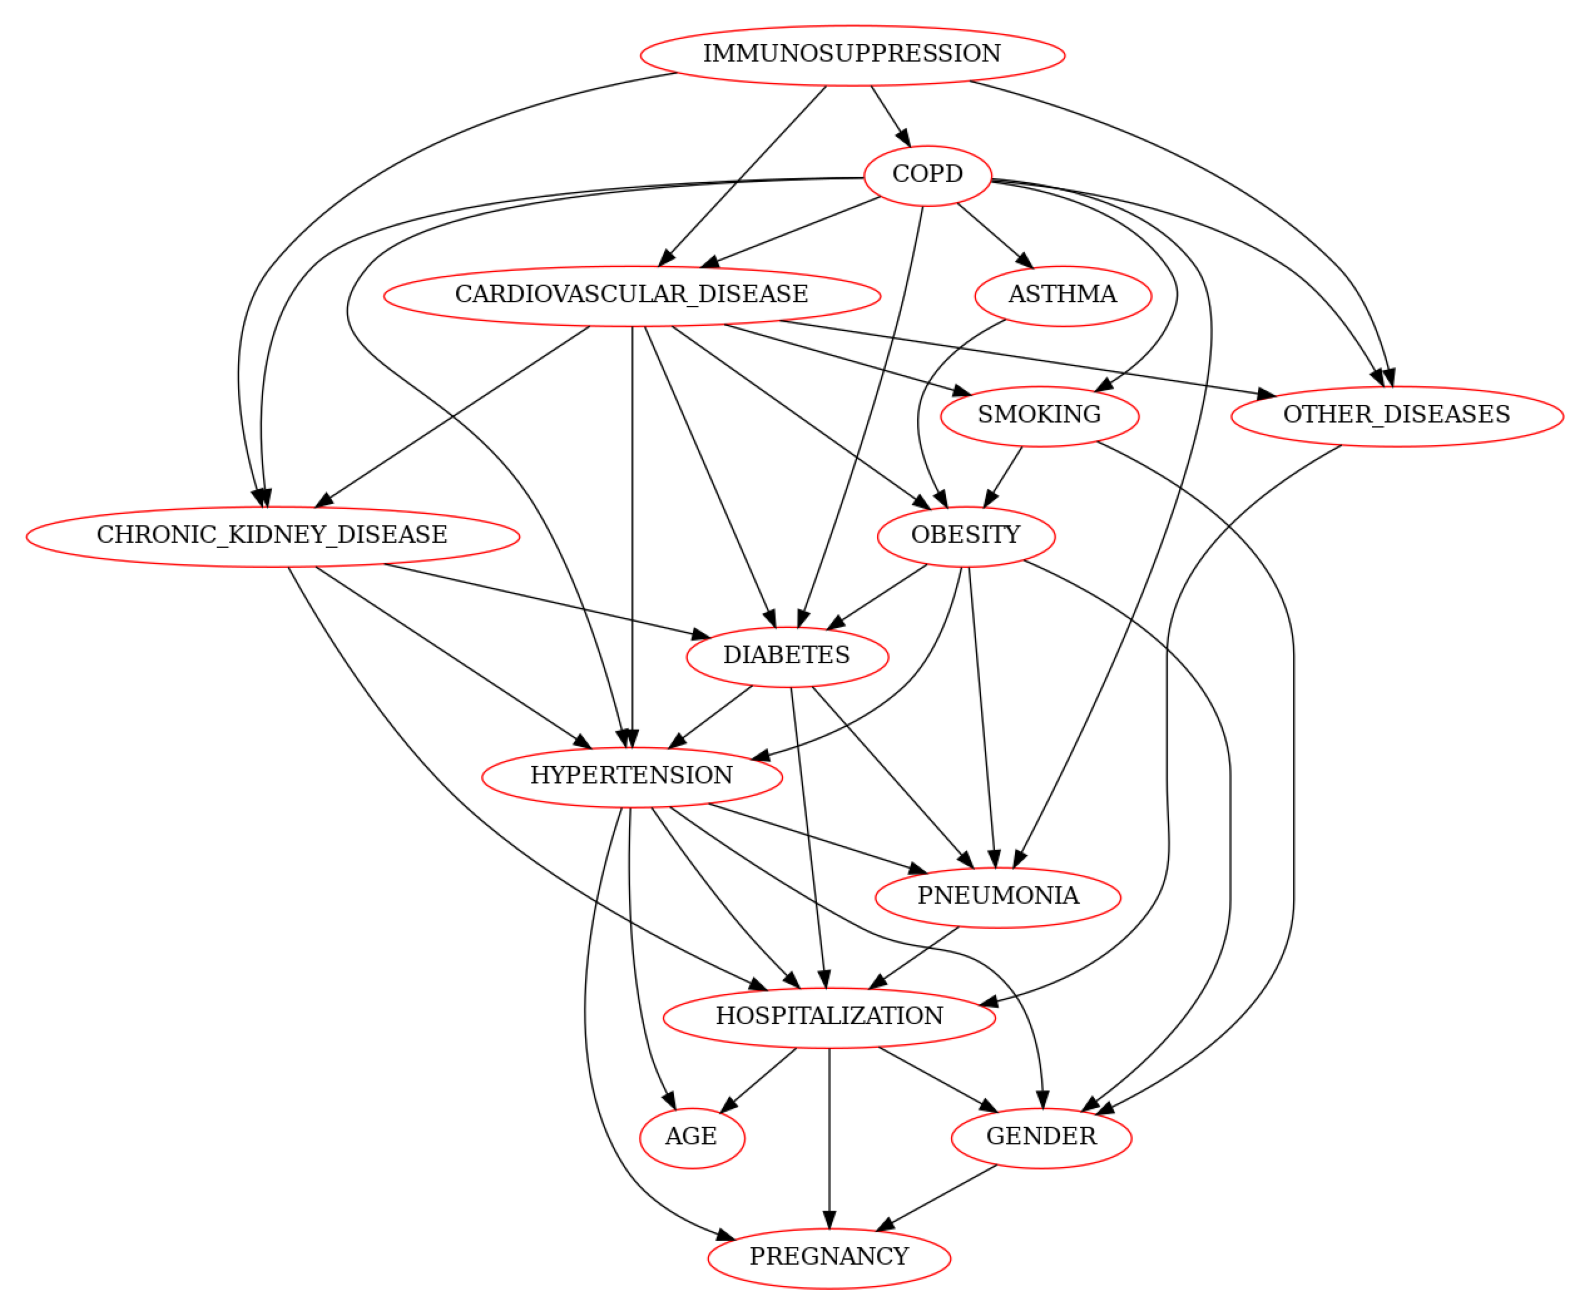 IMMUNOSUPPRESSION
COPD
CARDIOVASCULAR_DISEASE
ASTHMA
SMOKING
OTHER_DISEASES
CHRONIC_KIDNEY_DISEASE
OBESITY
DIABETES
HYPERTENSION
PNEUMONIA
HOSPITALIZATION
AGE
GENDER
PREGNANCY